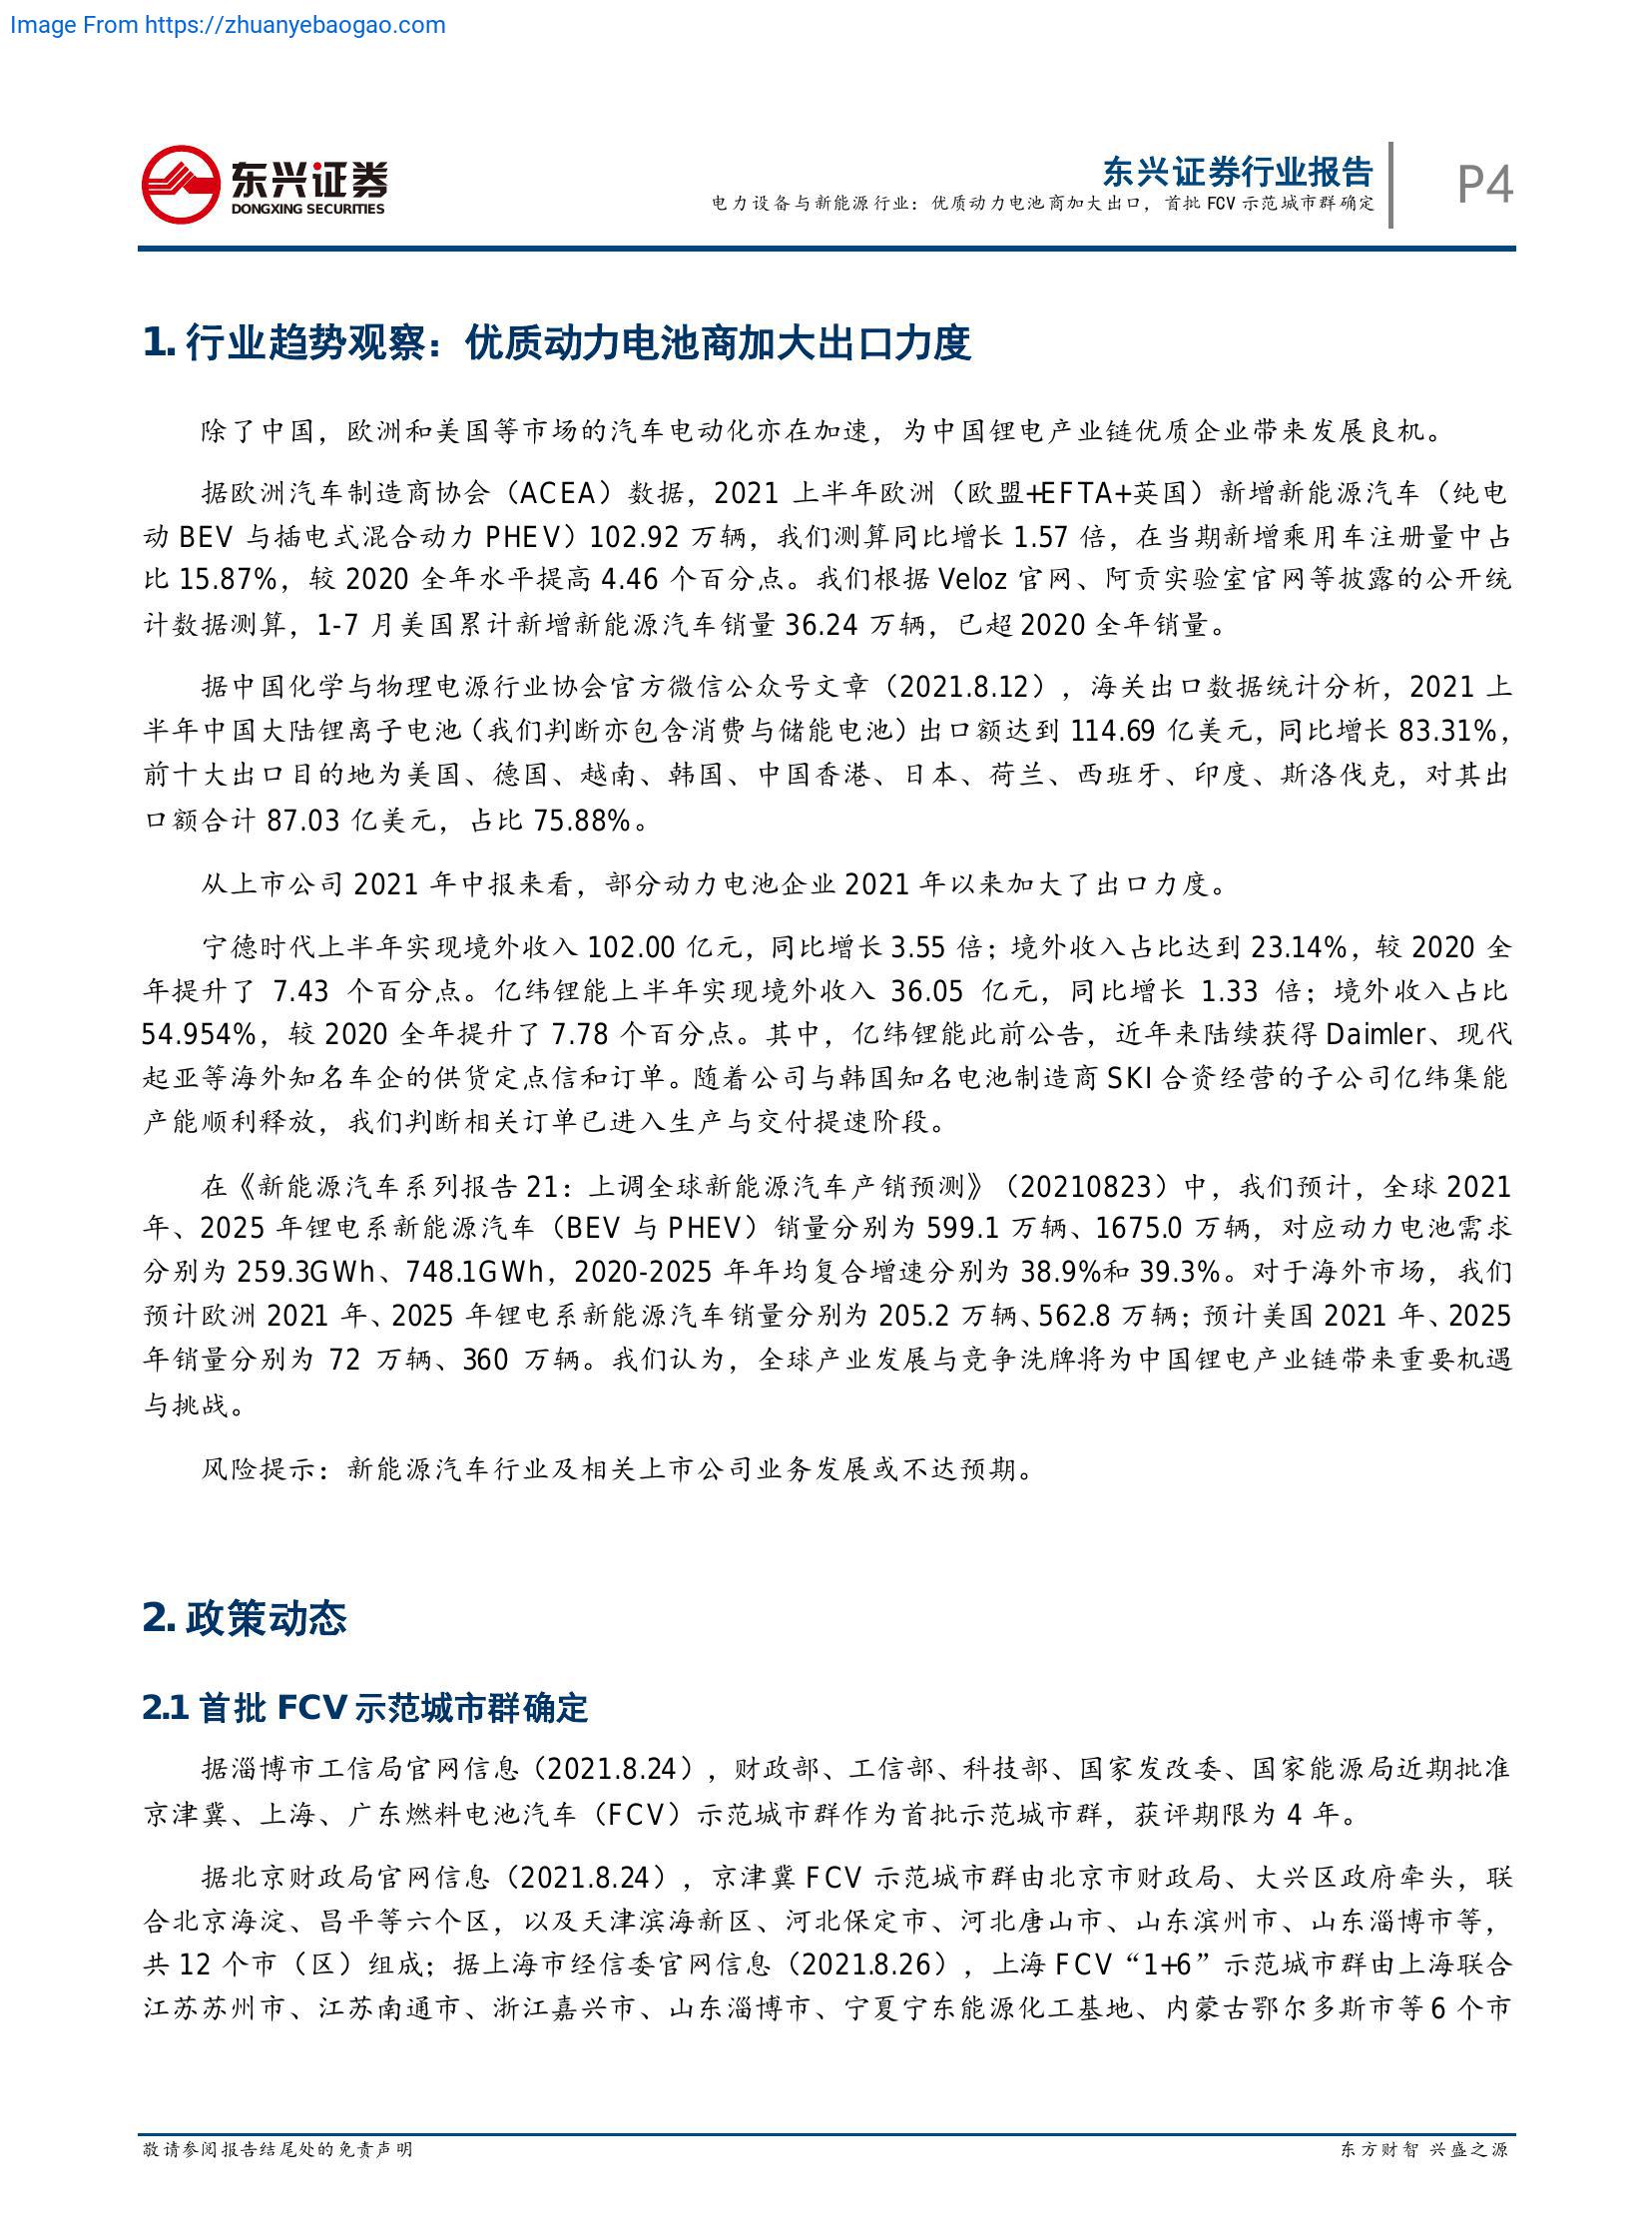 Image From https://zhuanyebaogao.com
东兴证券
DONGXING SECURITIES
东兴证券行业报告
电力设备与新能源行业：优质动力电池商加大出口，首批 FCV 示范城市群确定
P4
1. 行业趋势观察：优质动力电池商加大出口力度
除了中国，欧洲和美国等市场的汽车电动化亦在加速，为中国锂电产业链优质企业带来发展良机。
据欧洲汽车制造商协会（ACEA）数据，2021 上半年欧洲（欧盟+EFTA+英国）新增新能源汽车（纯电
动 BEV 与插电式混合动力 PHEV）102.92 万辆，我们测算同比增长 1.57 倍，在当期新增乘用车注册量中占
比 15.87%，较 2020 全年水平提高 4.46 个百分点。我们根据 Veloz 官网、阿贡实验室官网等披露的公开统
计数据测算，1-7 月美国累计新增新能源汽车销量 36.24 万辆，已超 2020 全年销量。
据中国化学与物理电源行业协会官方微信公众号文章（2021.8.12），海关出口数据统计分析，2021 上
半年中国大陆锂离子电池（我们判断亦包含消费与储能电池）出口额达到 114.69 亿美元，同比增长 83.31%，
前十大出口目的地为美国、德国、越南、韩国、中国香港、日本、荷兰、西班牙、印度、斯洛伐克，对其出
口额合计 87.03 亿美元，占比 75.88%。
从上市公司 2021 年中报来看，部分动力电池企业 2021 年以来加大了出口力度。
宁德时代上半年实现境外收入 102.00 亿元，同比增长 3.55 倍；境外收入占比达到 23.14%，较 2020 全
年提升了 7.43 个百分点。亿纬锂能上半年实现境外收入 36.05 亿元，同比增长 1.33 倍；境外收入占比
54.954%，较 2020 全年提升了 7.78 个百分点。其中，亿纬锂能此前公告，近年来陆续获得 Daimler、现代
起亚等海外知名车企的供货定点信和订单。随着公司与韩国知名电池制造商 SKI 合资经营的子公司亿纬集能
产能顺利释放，我们判断相关订单已进入生产与交付提速阶段。
在《新能源汽车系列报告 21：上调全球新能源汽车产销预测》（20210823）中，我们预计，全球 2021
年、2025 年锂电系新能源汽车（BEV 与 PHEV）销量分别为 599.1 万辆、1675.0 万辆，对应动力电池需求
分别为 259.3GWh、748.1GWh，2020-2025 年年均复合增速分别为 38.9%和 39.3%。对于海外市场，我们
预计欧洲 2021 年、2025 年锂电系新能源汽车销量分别为 205.2 万辆、562.8 万辆；预计美国 2021 年、2025
年销量分别为 72 万辆、360 万辆。我们认为，全球产业发展与竞争洗牌将为中国锂电产业链带来重要机遇
与挑战。
风险提示：新能源汽车行业及相关上市公司业务发展或不达预期。
2. 政策动态
2.1 首批 FCV 示范城市群确定
据淄博市工信局官网信息（2021.8.24），财政部、工信部、科技部、国家发改委、国家能源局近期批准
京津冀、上海、广东燃料电池汽车（FCV）示范城市群作为首批示范城市群，获评期限为 4 年。
据北京财政局官网信息（2021.8.24），京津冀 FCV 示范城市群由北京市财政局、大兴区政府牵头，联
合北京海淀、昌平等六个区，以及天津滨海新区、河北保定市、河北唐山市、山东滨州市、山东淄博市等，
共 12 个市（区）组成；据上海市经信委官网信息（2021.8.26），上海 FCV“1+6”示范城市群由上海联合
江苏苏州市、江苏南通市、浙江嘉兴市、山东淄博市、宁夏宁东能源化工基地、内蒙古鄂尔多斯市等 6 个市
敬请参阅报告结尾处的免责声明
东方财智 兴盛之源